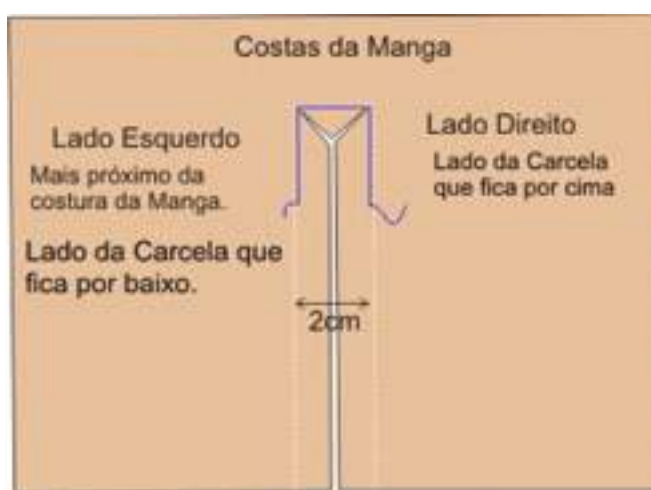 Costas da Manga
Lado Esquerdo
Mais próximo da
costura da Manga.
Lado da Carcela que
fica por baixo.
Lado Direito
Lado da Carcela
que fica por cima
2cm